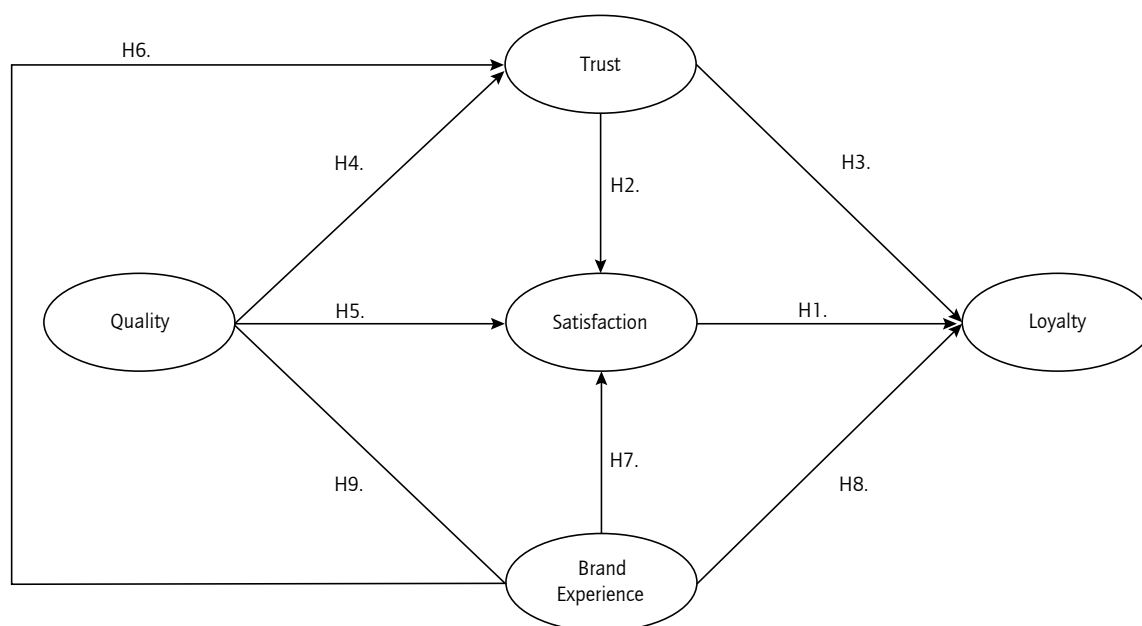 H6.
Trust
H4.
H3.
H2.
Quality
H5.
Satisfaction
H1.
Loyalty
H7.
H9.
H8.
Brand
Experience